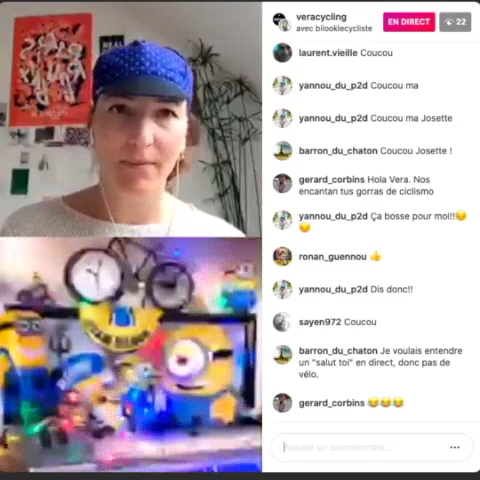 veracycling
avec bilooklecycliste
EN DIRECT
22
laurent.vieille Coucou
yannou_du_p2d Coucou ma
yannou_du_p2d Coucou ma Josette
barron_du_chaton Coucou Josette !
gerard_corbins Hola Vera. Nos
encantan tus gorras de ciclismo
yannou_du_p2d Ça bosse pour moi!!😏
😏
ronan_guennou 👍
yannou_du_p2d Dis donc!!
sayen972 Coucou
barron_du_chaton Je voulais entendre
un "salut toi" en direct, donc pas de
vélo.
gerard_corbins 😂😂😂
Ajouter un commentaire...